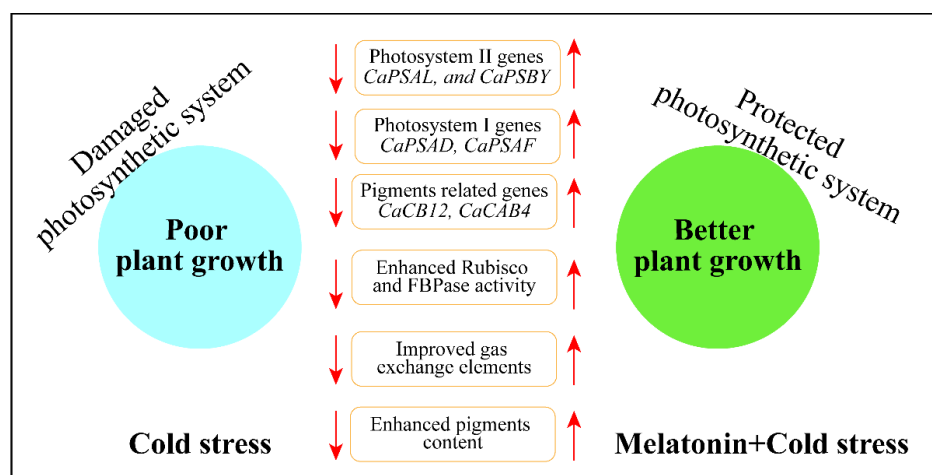 Damaged
photosynthetic system
Poor
plant growth
Cold stress
Photosystem II genes
CaPSAL, and CaPSBY
Photosystem I genes
CaPSAD, CaPSAF
Pigments related genes
CaCB12, CaCAB4
Enhanced Rubisco
and FBPase activity
Improved gas
exchange elements
Enhanced pigments
content
Protected
photosynthetic system
Better
plant growth
Melatonin+Cold stress